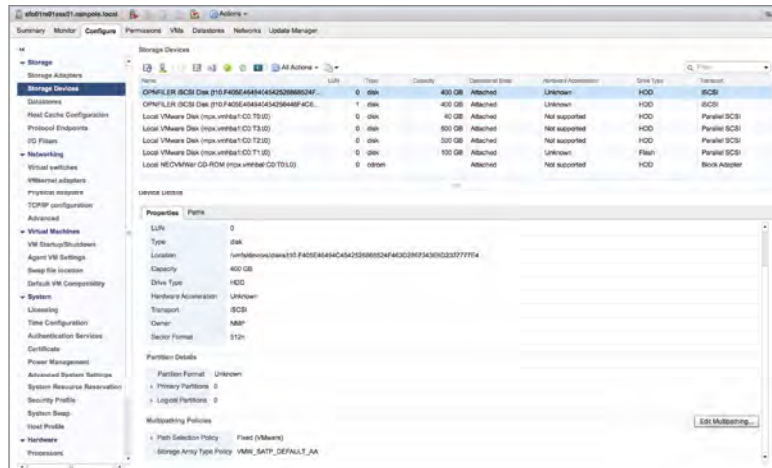 sfo01m01esx01.rainpole.local
Actions
Summary Monitor Configure Permissions VMs Datastores Networks Update Manager
Storage
Storage Adapters
Storage Devices
Datastores
Host Cache Configuration
Protocol Endpoints
I/O Filters
Networking
Virtual switches
VMkernel adapters
Physical adapters
TCP/IP configuration
Advanced
Virtual Machines
VM Startup/Shutdown
Agent VM Settings
Swap file location
Default VM Compatibility
System
Licensing
Time Configuration
Authentication Services
Certificate
Power Management
Advanced System Settings
System Resource Reservation
Security Profile
System Swap
Host Profile
Hardware
Processors
Storage Devices
All Actions
Filter
Name LUN Type Capacity Operational State Hardware Acceleration Drive Type Transport
OPNFILER iSCSI Disk 0 disk 400 GB Attached Unknown HDD iSCSI
OPNFILER iSCSI Disk 1 disk 400 GB Attached Unknown HDD iSCSI
Local VMware Disk (mpx.vmhba1:C0:T0:L0) 0 disk 40 GB Attached Not supported HDD Parallel SCSI
Local VMware Disk (mpx.vmhba1:C0:T3:L0) 0 disk 500 GB Attached Not supported HDD Parallel SCSI
Local VMware Disk (mpx.vmhba1:C0:T2:L0) 0 disk 500 GB Attached Not supported HDD Parallel SCSI
Local VMware Disk (mpx.vmhba1:C0:T1:L0) 0 disk 100 GB Attached Unknown Flash Parallel SCSI
Local NECVMWar CD-ROM 0 cdrom Attached Not supported HDD Block Adapter
Device Details
Properties Paths
LUN 0
Type disk
Location
Capacity 400 GB
Drive Type HDD
Hardware Acceleration Unknown
Transport iSCSI
Owner NMP
Sector Format 512n
Partition Details
Partition Format Unknown
Primary Partitions 0
Logical Partitions 0
Multipathing Policies
Edit Multipathing...
Path Selection Policy Fixed (VMware)
Storage Array Type Policy VMW_SATP_DEFAULT_AA